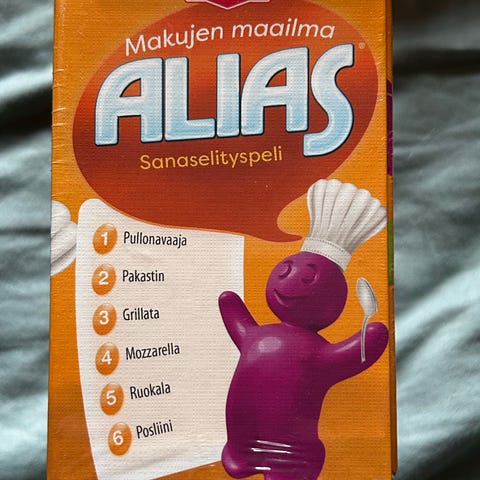 Makujen maailma
ALIAS®
Sanaselityspeli
1 Pullonavaaja
2 Pakastin
3 Grillata
4 Mozzarella
5 Ruokala
6 Posliini